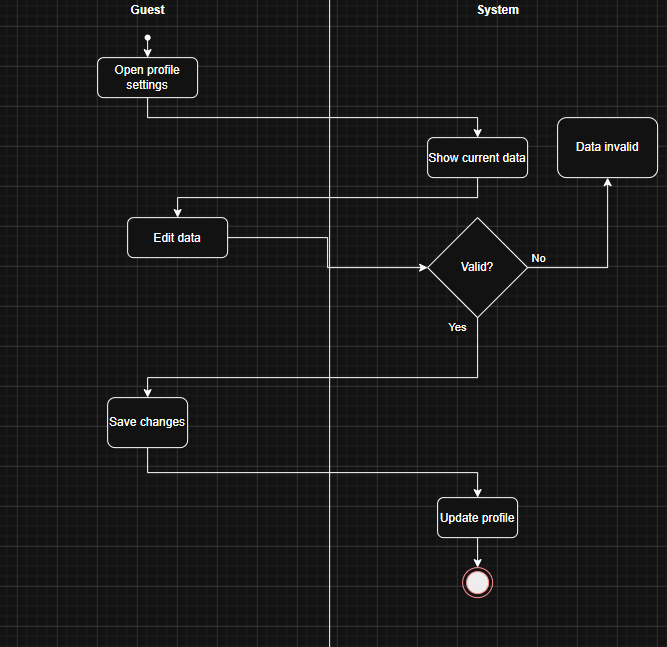 Guest
System
Open profile
settings
Show current data
Data invalid
Edit data
Valid?
No
Yes
Save changes
Update profile